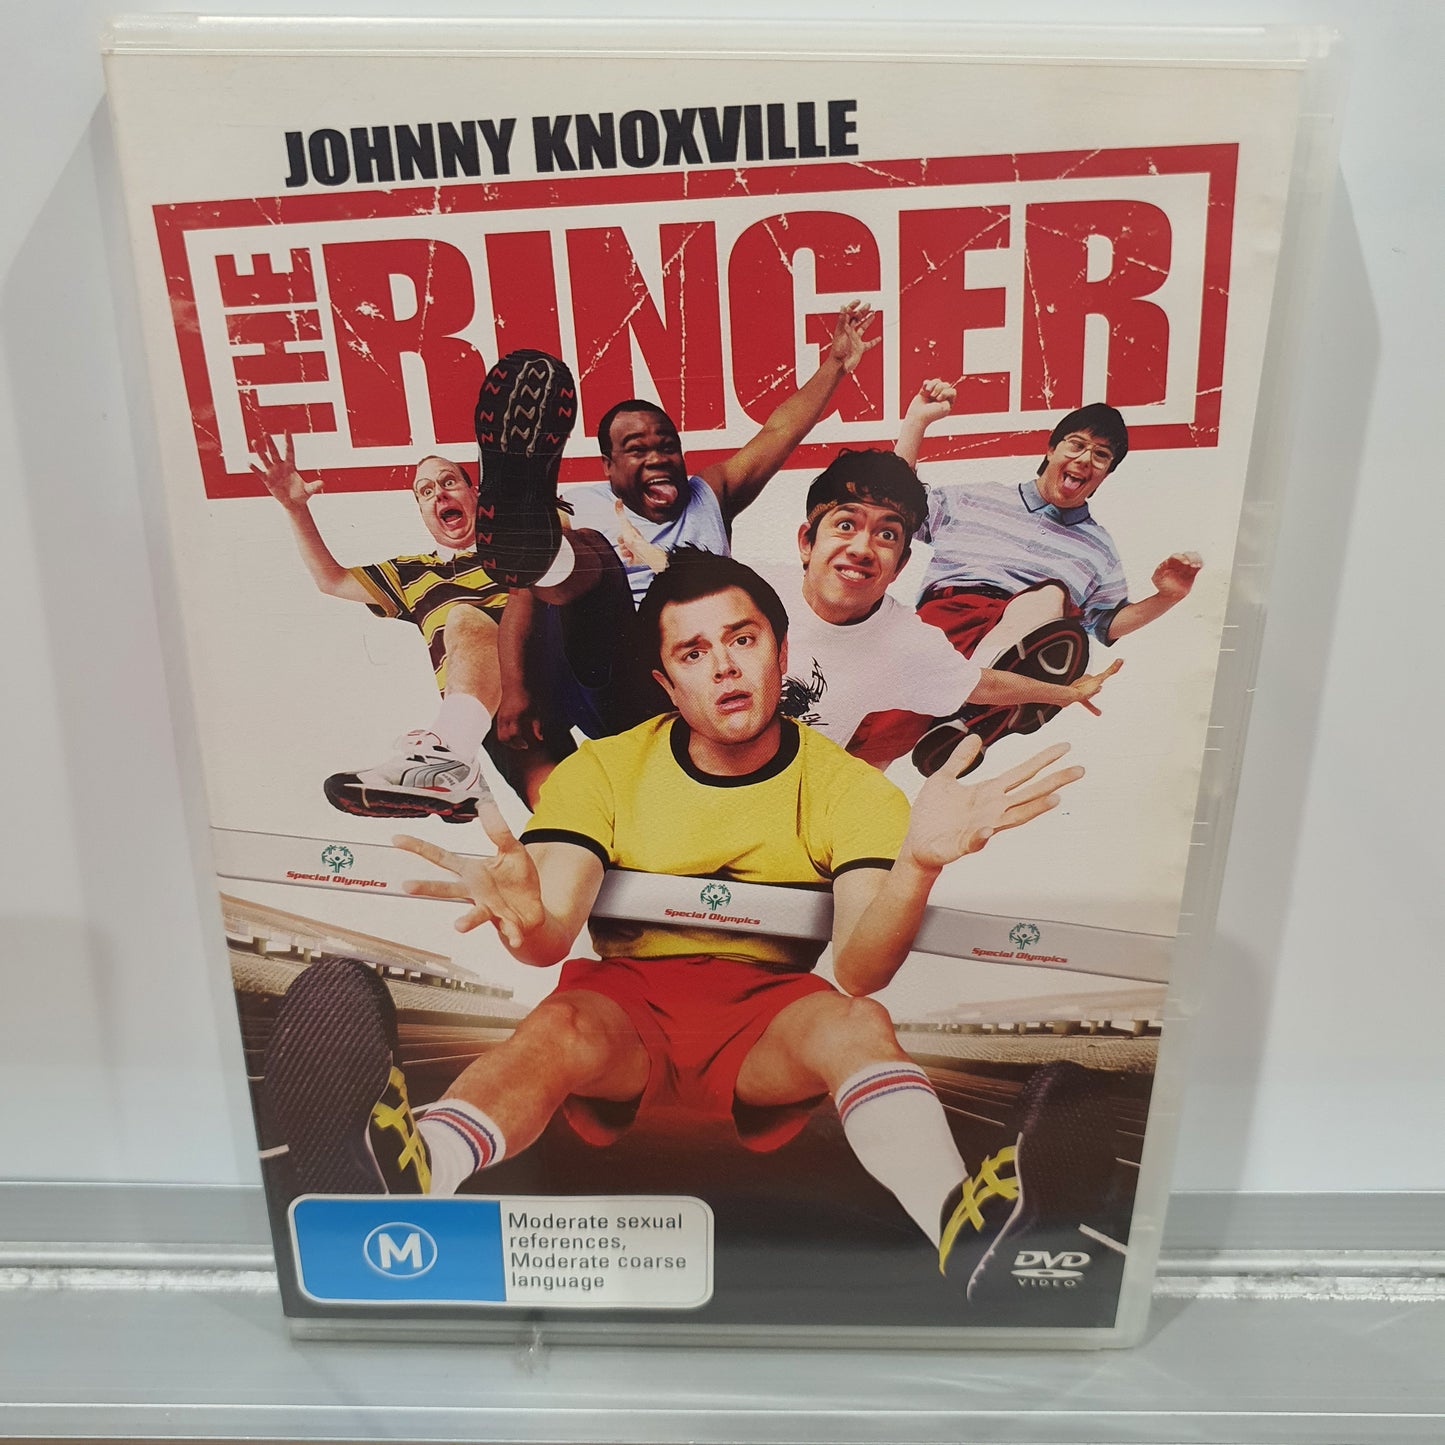 JOHNNY KNOXVILLE
THE RINGER
Special Olympics
Special Olympics
Special Olympics
M
Moderate sexual
references,
Moderate coarse
language
DVD
VIDEO